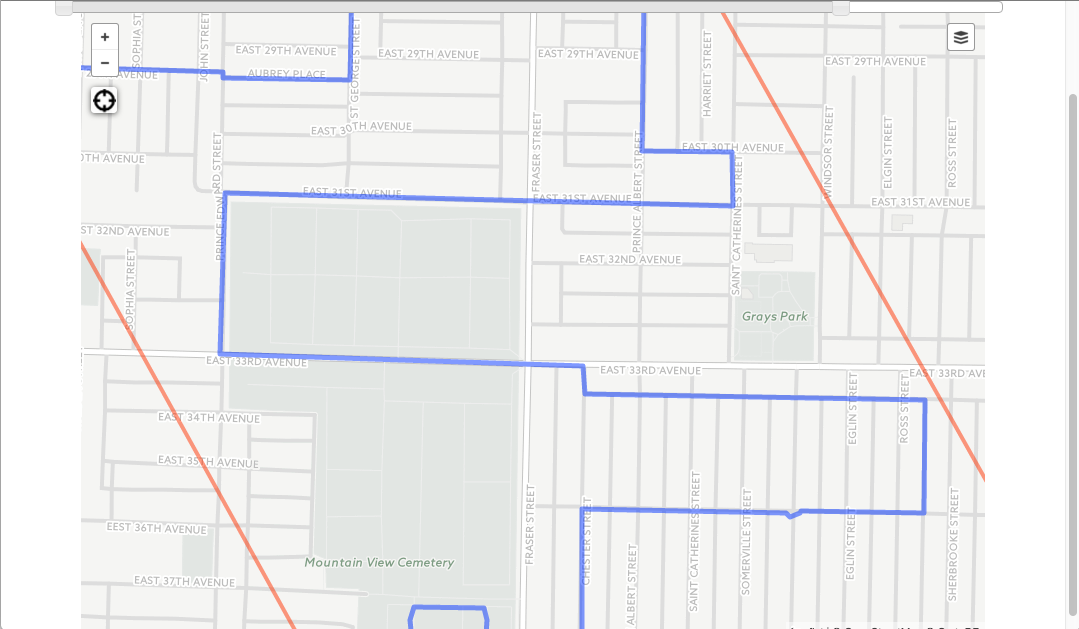 SOPHIA ST
JOHN STREET
ST GEORGE STREET
EAST 29TH AVENUE
EAST 29TH AVENUE
EAST 29TH AVENUE
EAST 29TH AVENUE
HARRIET STREET
+
−
AVENUE
AUBREY PLACE
EAST 30TH AVENUE
0TH AVENUE
EAST 30TH AVENUE
FRASER STREET
PRINCE EDWARD STREET
PRINCE ALBERT STREET
SAINT CATHERINES STREET
WINDSOR STREET
ELGIN STREET
ROSS STREET
EAST 31ST AVENUE
EAST 31ST AVENUE
EAST 31ST AVENUE
ST 32ND AVENUE
EAST 32ND AVENUE
SOPHIA STREET
Grays Park
EAST 33RD AVENUE
EAST 33RD AVENUE
EAST 33RD AVE
EAST 34TH AVENUE
EGLIN STREET
ROSS STREET
EAST 35TH AVENUE
EEST 36TH AVENUE
FRASER STREET
CHESTER STREET
SAINT CATHERINES STREET
SOMERVILLE STREET
EGLIN STREET
SHERBROOKE STREET
Mountain View Cemetery
EAST 37TH AVENUE
ALBERT STREET